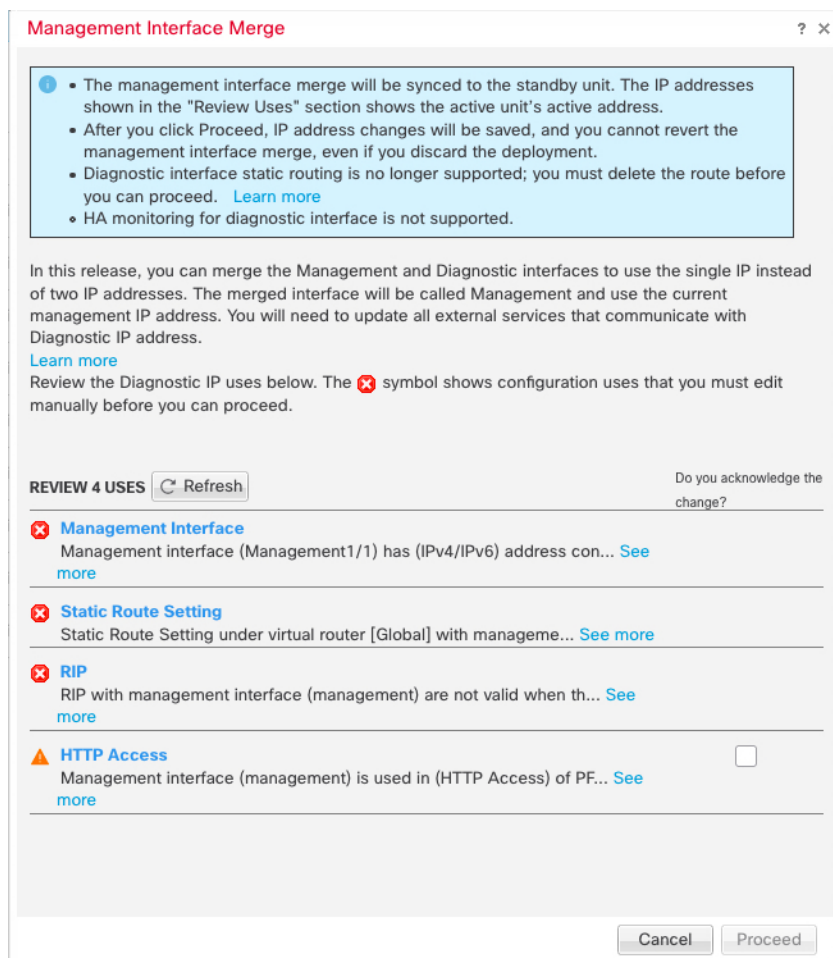 Management Interface Merge
? ×
• The management interface merge will be synced to the standby unit. The IP addresses
shown in the "Review Uses" section shows the active unit's active address.
• After you click Proceed, IP address changes will be saved, and you cannot revert the
management interface merge, even if you discard the deployment.
• Diagnostic interface static routing is no longer supported; you must delete the route before
you can proceed. Learn more
• HA monitoring for diagnostic interface is not supported.
In this release, you can merge the Management and Diagnostic interfaces to use the single IP instead
of two IP addresses. The merged interface will be called Management and use the current
management IP address. You will need to update all external services that communicate with
Diagnostic IP address.
Learn more
Review the Diagnostic IP uses below. The symbol shows configuration uses that you must edit
manually before you can proceed.
REVIEW 4 USES Refresh
Do you acknowledge the
change?
Management Interface
Management interface (Management1/1) has (IPv4/IPv6) address con... See
more
Static Route Setting
Static Route Setting under virtual router [Global] with manageme... See more
RIP
RIP with management interface (management) are not valid when th... See
more
HTTP Access
Management interface (management) is used in (HTTP Access) of PF... See
more
Cancel Proceed